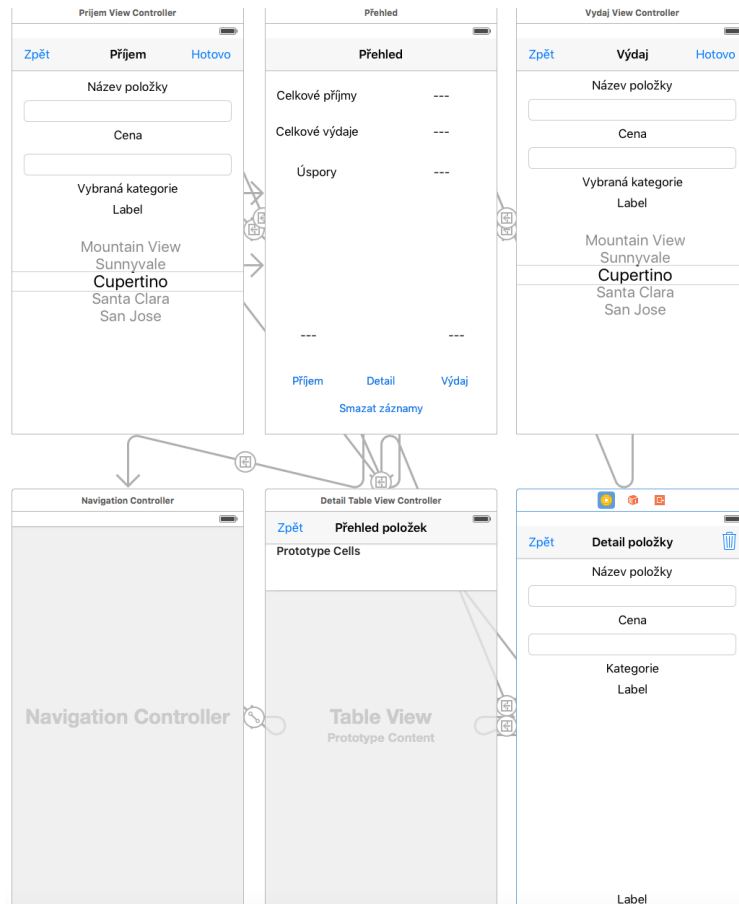 Prijem View Controller
Zpět Příjem Hotovo
Název položky
Cena
Vybraná kategorie
Label
Mountain View
Sunnyvale
Cupertino
Santa Clara
San Jose
Přehled
Přehled
Celkové příjmy ---
Celkové výdaje ---
Úspory ---
--- ---
Příjem Detail Výdaj
Smazat záznamy
Vydaj View Controller
Zpět Výdaj Hotovo
Název položky
Cena
Vybraná kategorie
Label
Mountain View
Sunnyvale
Cupertino
Santa Clara
San Jose
Navigation Controller
Navigation Controller
Detail Table View Controller
Zpět Přehled položek
Prototype Cells
Table View
Prototype Content
Zpět Detail položky
Název položky
Cena
Kategorie
Label
Label